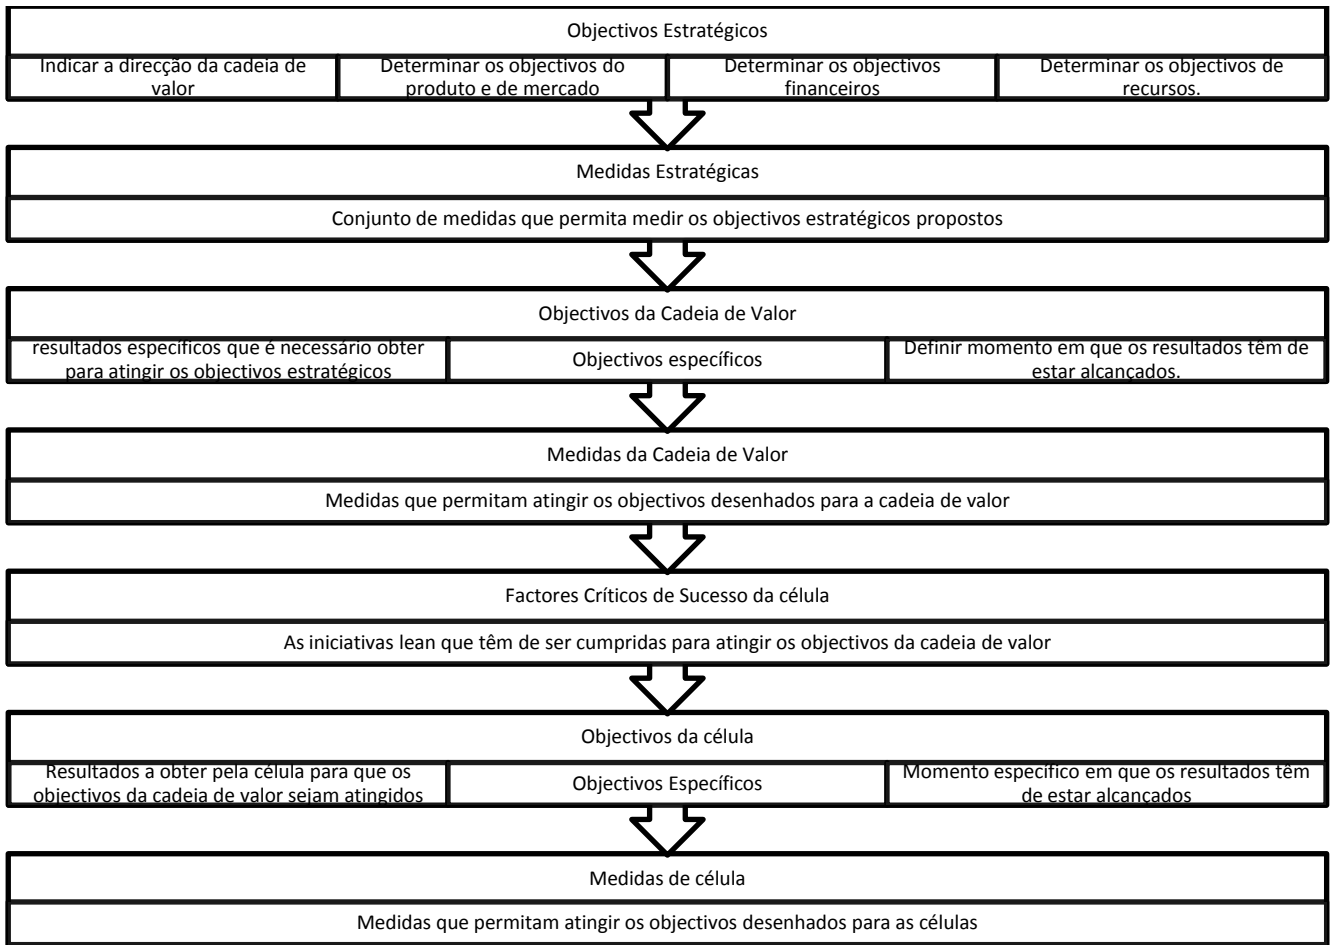 Objectivos Estratégicos
Indicar a direcção da cadeia de
valor
Determinar os objectivos do
produto e de mercado
Determinar os objectivos
financeiros
Determinar os objectivos de
recursos.
Medidas Estratégicas
Conjunto de medidas que permita medir os objectivos estratégicos propostos
Objectivos da Cadeia de Valor
resultados específicos que é necessário obter
para atingir os objectivos estratégicos
Objectivos específicos
Definir momento em que os resultados têm de
estar alcançados.
Medidas da Cadeia de Valor
Medidas que permitam atingir os objectivos desenhados para a cadeia de valor
Factores Críticos de Sucesso da célula
As iniciativas lean que têm de ser cumpridas para atingir os objectivos da cadeia de valor
Objectivos da célula
Resultados a obter pela célula para que os
objectivos da cadeia de valor sejam atingidos
Objectivos Específicos
Momento específico em que os resultados têm
de estar alcançados
Medidas de célula
Medidas que permitam atingir os objectivos desenhados para as células